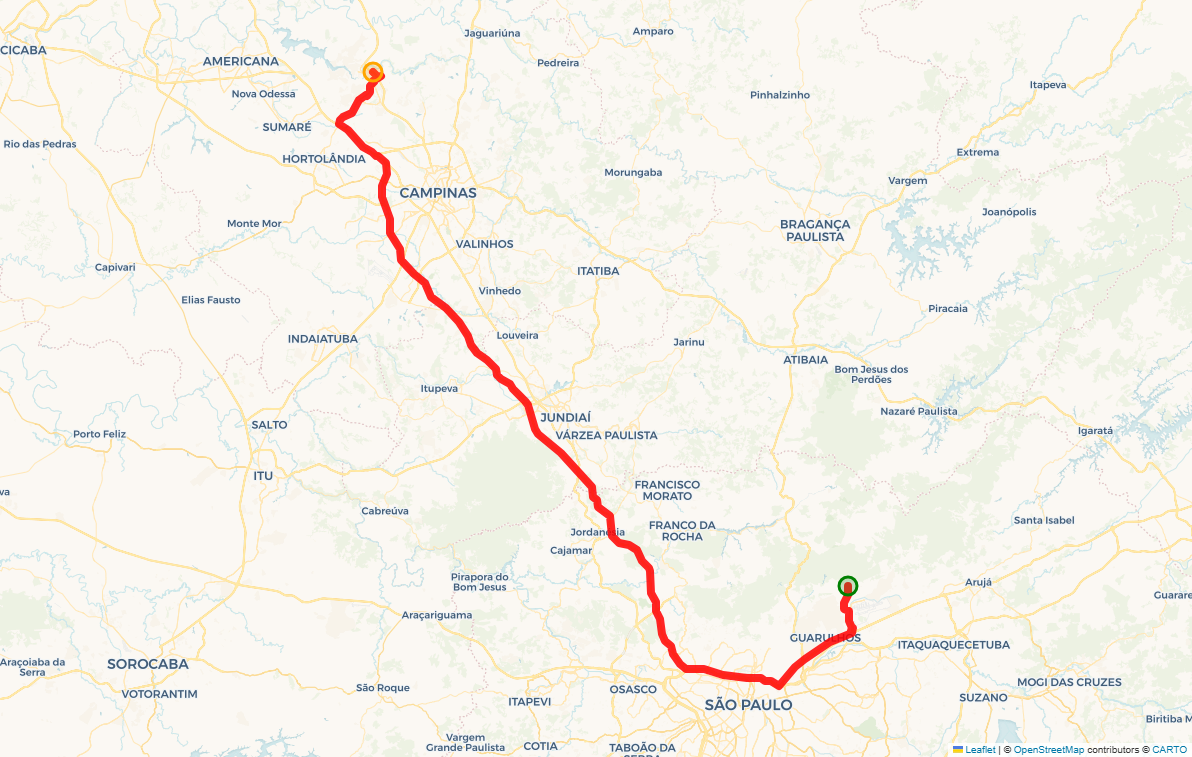 Jaguariúna
Amparo
CICABA
AMERICANA
Pedreira
Itapeva
Nova Odessa
Pinhalzinho
SUMARÉ
Rio das Pedras
Extrema
HORTOLÂNDIA
Morungaba
Vargem
CAMPINAS
Joanópolis
Monte Mor
BRAGANÇA
PAULISTA
VALINHOS
Capivari
ITATIBA
Vinhedo
Elias Fausto
Piracaia
INDAIATUBA
Louveira
Jarinu
ATIBAIA
Bom Jesus dos
Perdões
Itupeva
Nazaré Paulista
JUNDIAÍ
SALTO
Porto Feliz
VÁRZEA PAULISTA
Igaratá
ITU
FRANCISCO
MORATO
va
Cabreúva
Santa Isabel
Jordanésia
FRANCO DA
ROCHA
Cajamar
Pirapora do
Bom Jesus
Arujá
Guarare
Araçariguama
GUARULHOS
ITAQUAQUECETUBA
Araçoiaba da
Serra
SOROCABA
MOGI DAS CRUZES
São Roque
OSASCO
VOTORANTIM
ITAPEVI
SUZANO
SÃO PAULO
Biritiba M
Vargem
Grande Paulista
COTIA
TABOÃO DA
SERRA
Leaflet | © OpenStreetMap contributors © CARTO